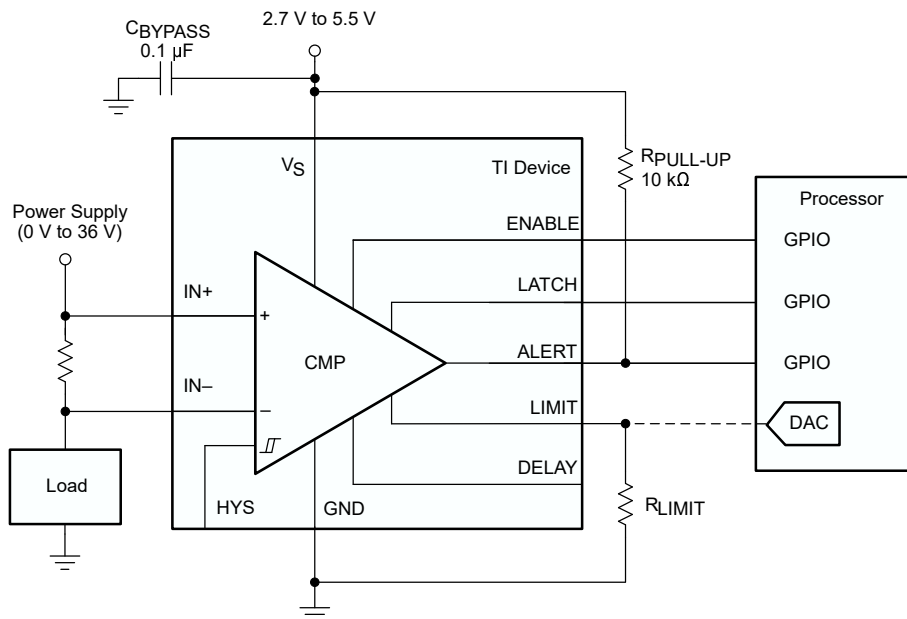 2.7 V to 5.5 V
CBYPASS
0.1 µF
VS
TI Device
RPULL-UP
10 kΩ
Processor
Power Supply
(0 V to 36 V)
ENABLE
GPIO
IN+
LATCH
GPIO
+
CMP
ALERT
GPIO
IN–
–
LIMIT
DAC
DELAY
Load
HYS
GND
RLIMIT